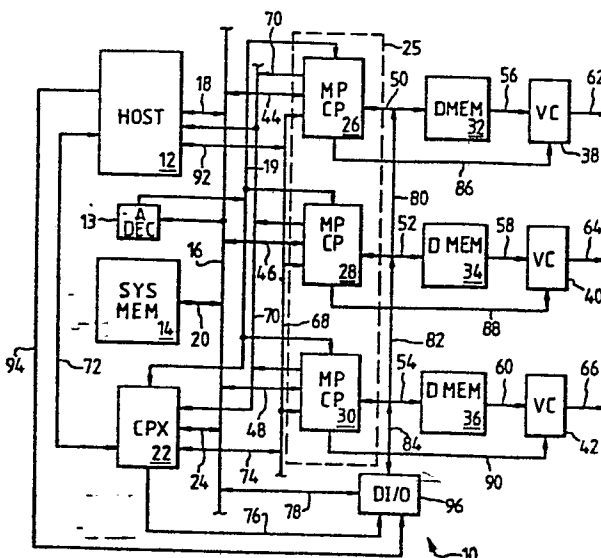 70
25
MP
CP
26
50
DMEM
32
56
VC
38
62
HOST
12
18
44
92
19
86
80
13
A
DEC
MP
CP
28
52
D MEM
34
58
VC
40
64
16
46
SYS
MEM
14
20
70
68
88
82
94
72
MP
CP
30
54
D MEM
36
60
VC
42
66
CPX
22
24
48
74
84
90
DI/O
96
76
78
10